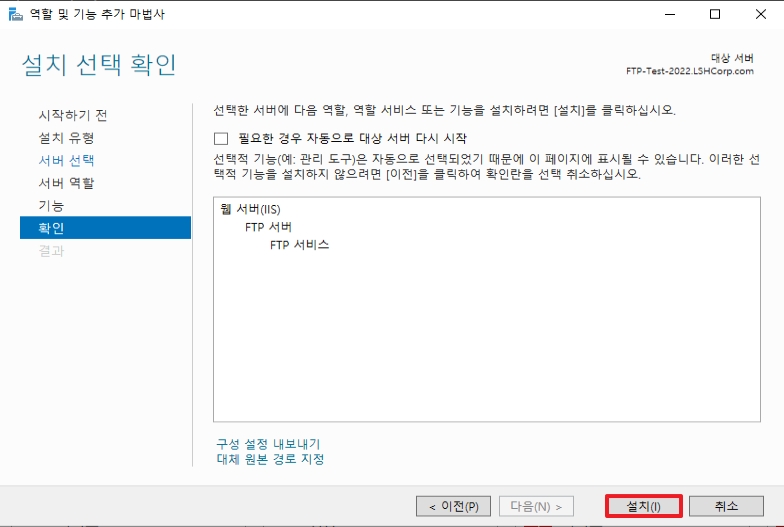 역할 및 기능 추가 마법사
설치 선택 확인
대상 서버
FTP-Test-2022.LSHCorp.com
시작하기 전
설치 유형
서버 선택
서버 역할
기능
확인
결과
선택한 서버에 다음 역할, 역할 서비스 또는 기능을 설치하려면 [설치]를 클릭하십시오.
필요한 경우 자동으로 대상 서버 다시 시작
선택적 기능(예: 관리 도구)은 자동으로 선택되었기 때문에 이 페이지에 표시될 수 있습니다. 이러한 선
택적 기능을 설치하지 않으려면 [이전]을 클릭하여 확인란을 선택 취소하십시오.
웹 서버(IIS)
FTP 서버
FTP 서비스
구성 설정 내보내기
대체 원본 경로 지정
< 이전(P)
다음(N) >
설치(I)
취소